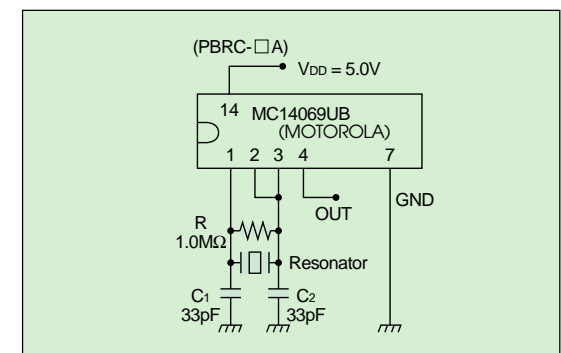 (PBRC-□A)
VDD = 5.0V
14 MC14069UB
(MOTOROLA)
1 2 3 4 7
GND
OUT
R
1.0MΩ
Resonator
C1 C2
33pF 33pF